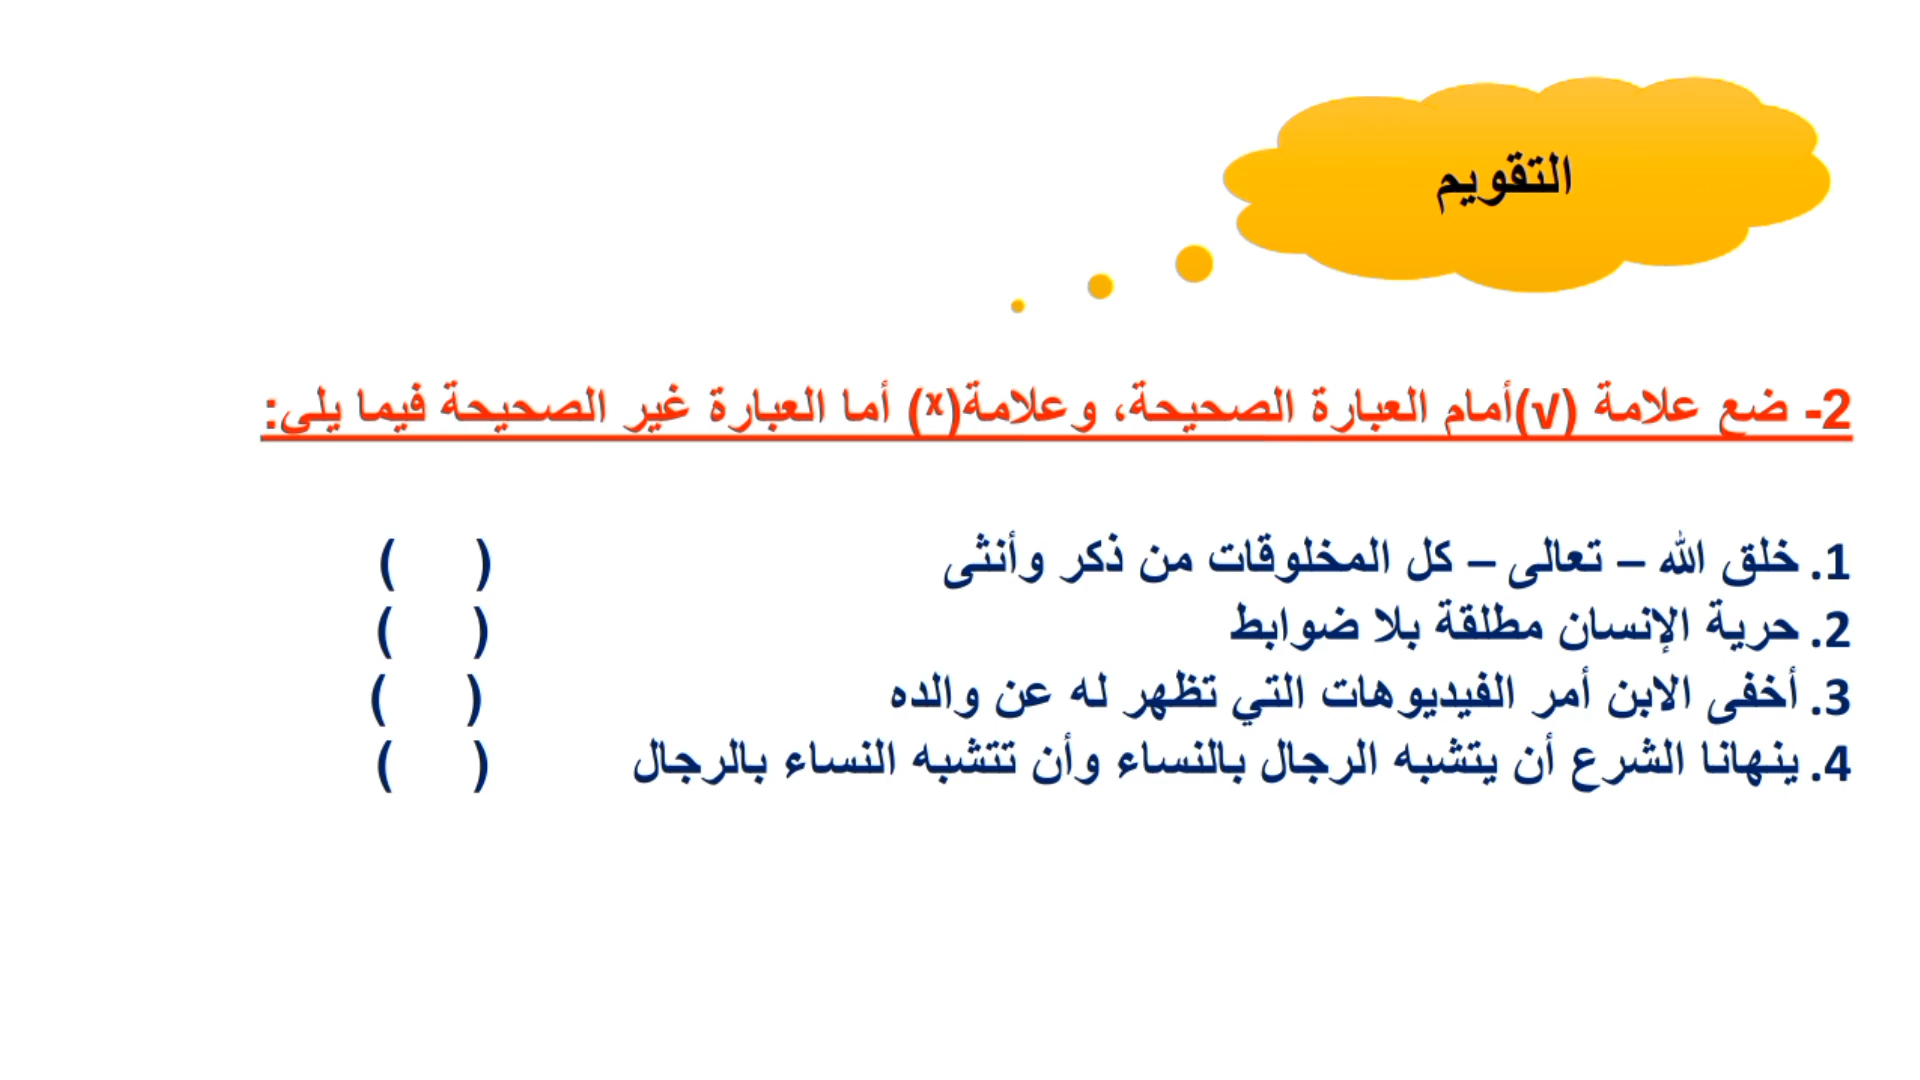 التقويم
2- ضع علامة (√)أمام العبارة الصحيحة، وعلامة(x) أما العبارة غير الصحيحة فيما يلي:
1. خلق الله – تعالى – كل المخلوقات من ذكر وأنثى ( )
2. حرية الإنسان مطلقة بلا ضوابط ( )
3. أخفى الابن أمر الفيديوهات التي تظهر له عن والده ( )
4. ينهانا الشرع أن يتشبه الرجال بالنساء وأن تتشبه النساء بالرجال ( )